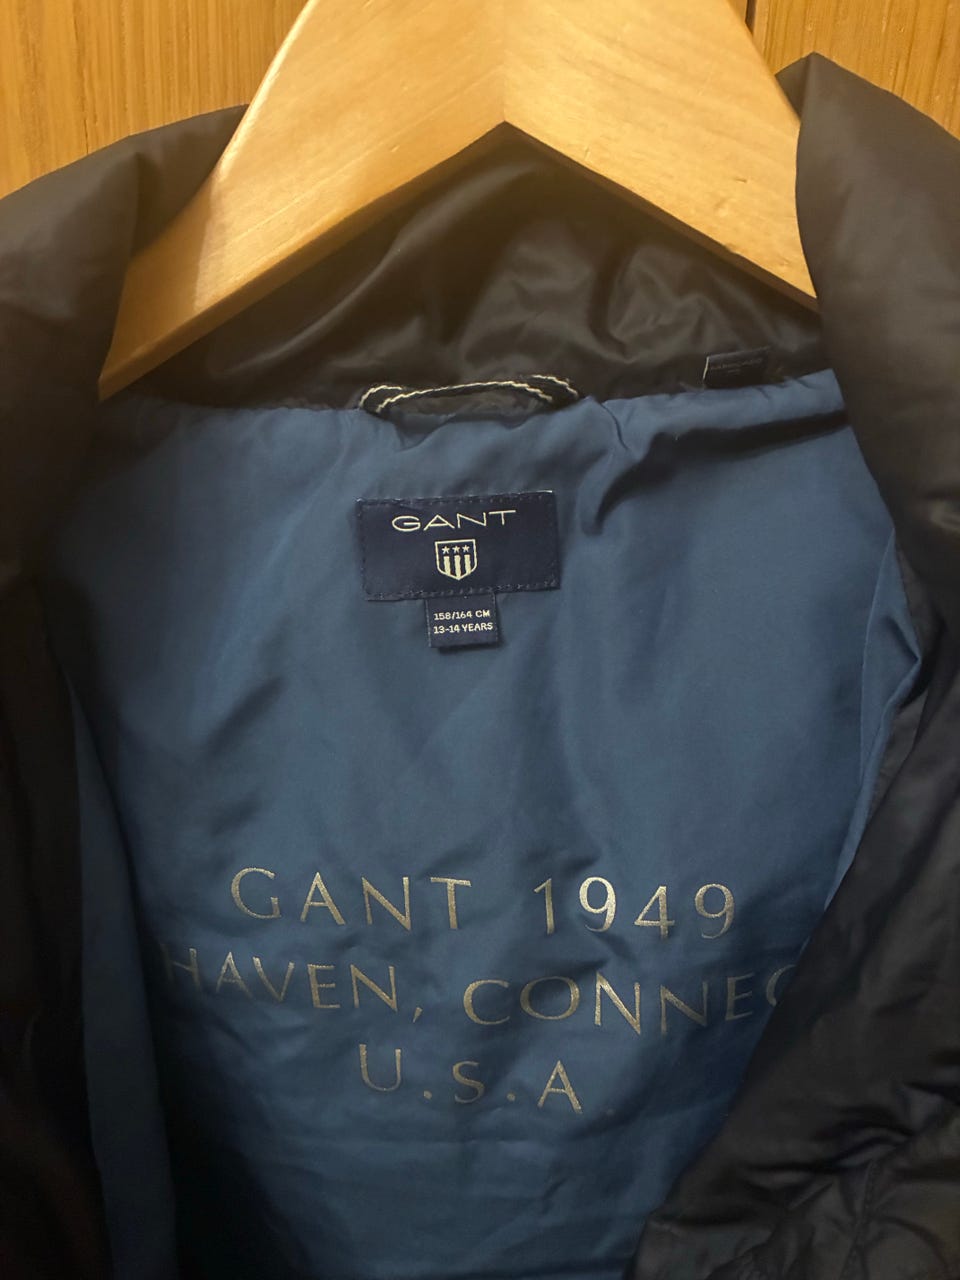 GANT
158/164 CM
13-14 YEARS
GANT 1949
HAVEN, CONNEC
U.S.A.